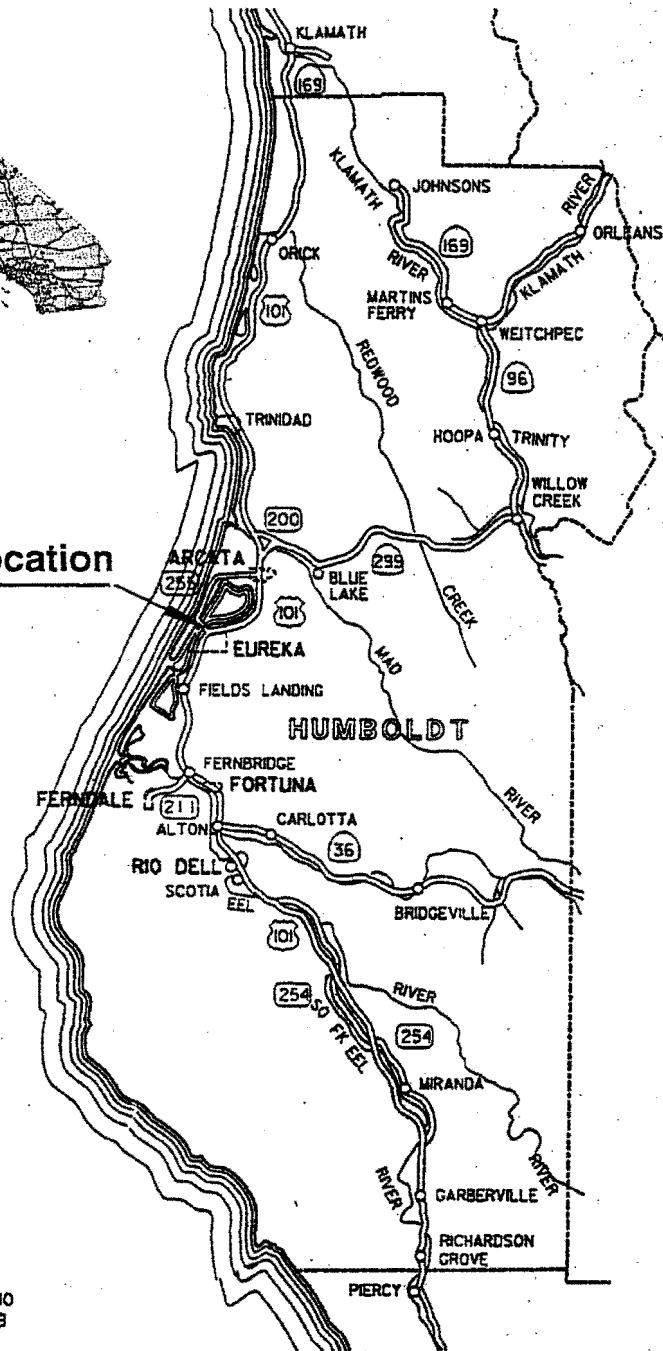 KLAMATH
169
KLAMATH
RIVER
JOHNSONS
RIVER
ORLEANS
ORICK
169
KLAMATH
MARTINS
FERRY
101
WEITCHPEC
REDWOOD
96
TRINIDAD
HOOPA
TRINITY
WILLOW
CREEK
200
ocation
ARCATA
299
255
BLUE
LAKE
CREEK
101
EUREKA
MAD
FIELDS LANDING
HUMBOLDT
FERNBRIDGE
FORTUNA
RIVER
FERNDALE
211
ALTON
CARLOTTA
36
RIO DELL
SCOTIA
EEL
BRIDGEVILLE
101
RIVER
254
SO FK EEL
254
MIRANDA
RIVER
RIVER
GARBERVILLE
RICHARDSON
GROVE
PIERCY